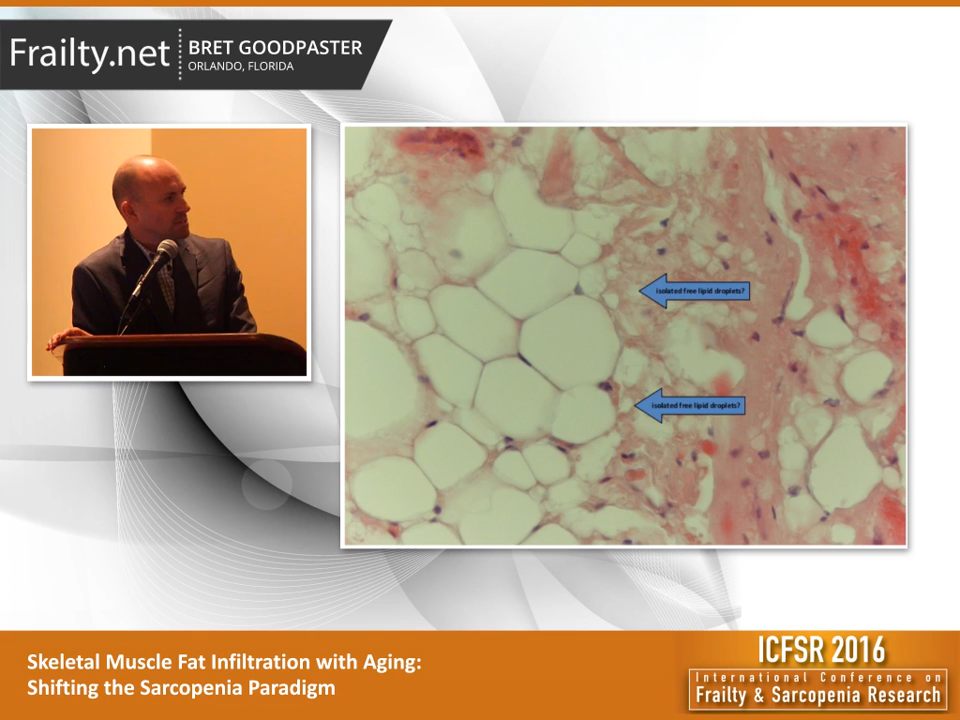 Frailty.net
BRET GOODPASTER
ORLANDO, FLORIDA
isolated free lipid droplets?
isolated free lipid droplets?
Skeletal Muscle Fat Infiltration with Aging:
Shifting the Sarcopenia Paradigm
ICFSR 2016
International Conference on
Frailty & Sarcopenia Research